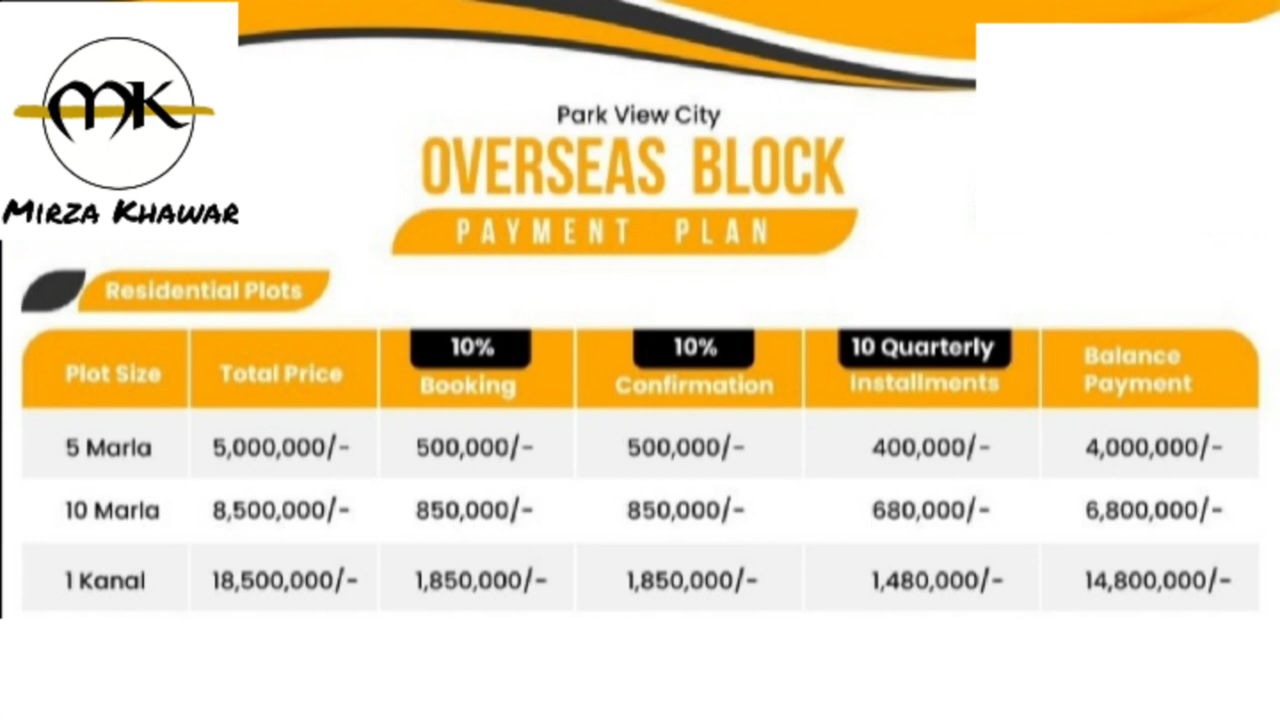 MK
MIRZA KHAWAR
Park View City
OVERSEAS BLOCK
PAYMENT PLAN
Residential Plots
Plot Size Total Price 10% Booking 10% Confirmation 10 Quarterly Installments Balance Payment
5 Marla 5,000,000/- 500,000/- 500,000/- 400,000/- 4,000,000/-
10 Marla 8,500,000/- 850,000/- 850,000/- 680,000/- 6,800,000/-
1 Kanal 18,500,000/- 1,850,000/- 1,850,000/- 1,480,000/- 14,800,000/-